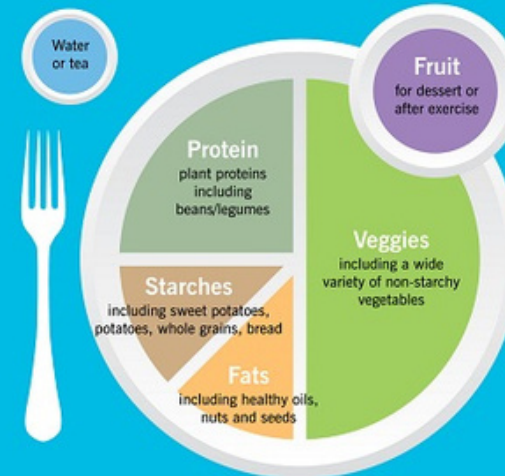 Water
or tea
Fruit
for dessert or
after exercise
Protein
plant proteins
including
beans/legumes
Veggies
including a wide
variety of non-starchy
vegetables
Starches
including sweet potatoes,
potatoes, whole grains, bread
Fats
including healthy oils,
nuts and seeds